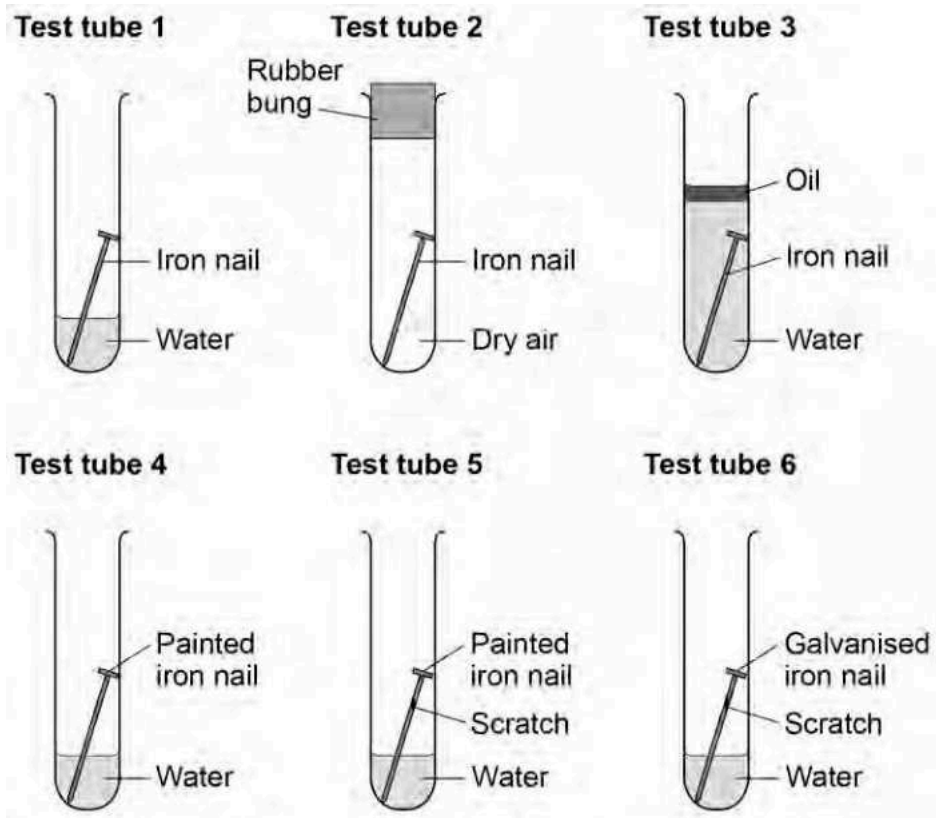 Test tube 1
Iron nail
Water
Test tube 2
Rubber
bung
Iron nail
Dry air
Test tube 3
Oil
Iron nail
Water
Test tube 4
Painted
iron nail
Water
Test tube 5
Painted
iron nail
Scratch
Water
Test tube 6
Galvanised
iron nail
Scratch
Water